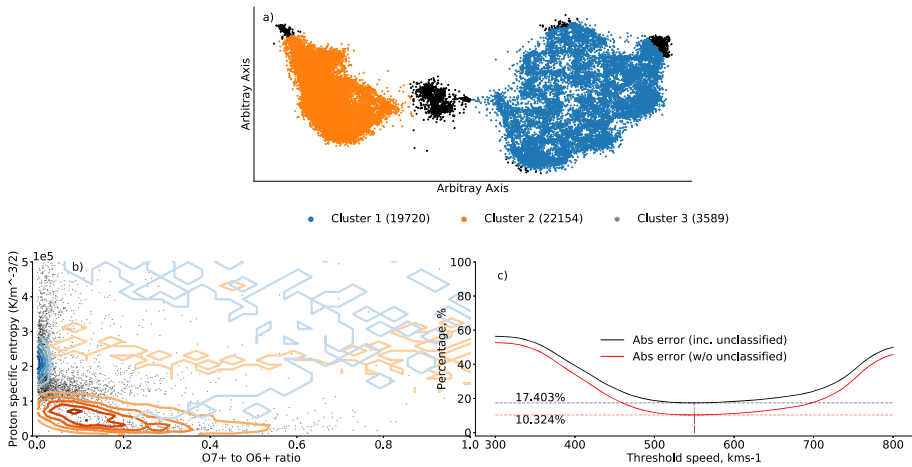 a)
Arbitray Axis
Arbitray Axis
Cluster 1 (19720)
Cluster 2 (22154)
Cluster 3 (3589)
1e5
b)
Proton specific entropy (K/m^-3/2)
5
4
3
2
1
0
0.0 0.2 0.4 0.6 0.8 1.0
O7+ to O6+ ratio
c)
Percentage, %
100
80
60
40
20
0
Abs error (inc. unclassified)
Abs error (w/o unclassified)
17.403%
10.324%
300 400 500 600 700 800
Threshold speed, kms-1